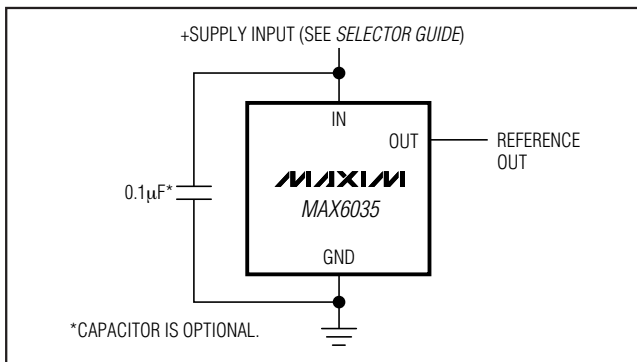 +SUPPLY INPUT (SEE SELECTOR GUIDE)
IN
OUT
REFERENCE
OUT
0.1μF*
MAXIM
MAX6035
GND
*CAPACITOR IS OPTIONAL.